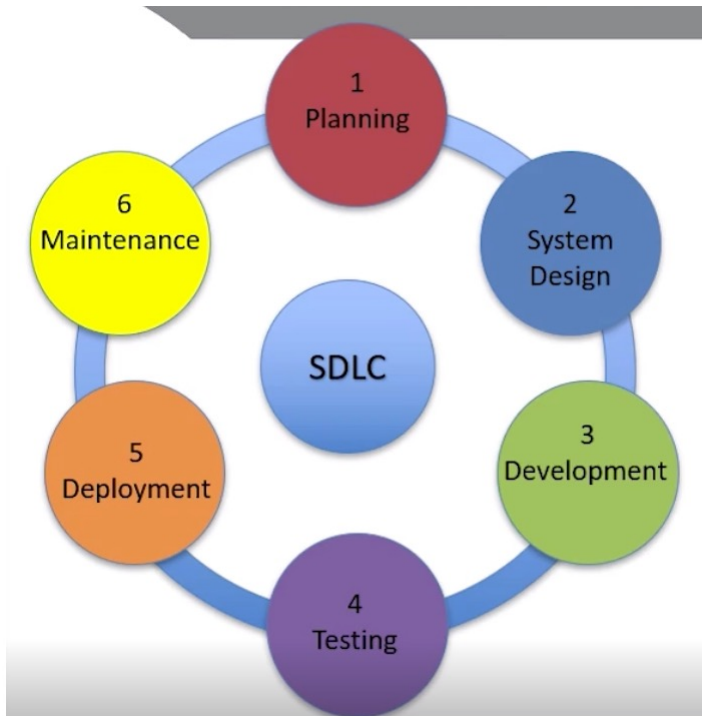 1
Planning
2
System
Design
3
Development
4
Testing
5
Deployment
6
Maintenance
SDLC